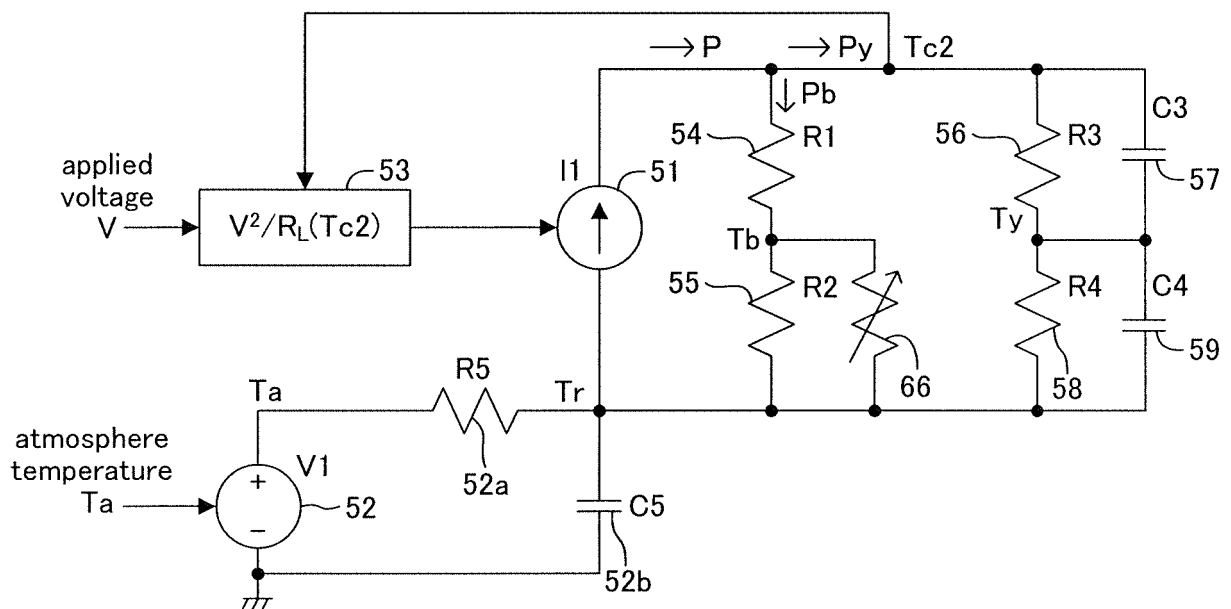 P
Py
Tc2
Pb
54
R1
56
R3
C3
57
applied
voltage
V
53
V²/RL(Tc2)
I1
51
Tb
Ty
55
R2
66
R4
58
C4
59
R5
Ta
52a
Tr
atmosphere
temperature
Ta
V1
+
−
52
C5
52b